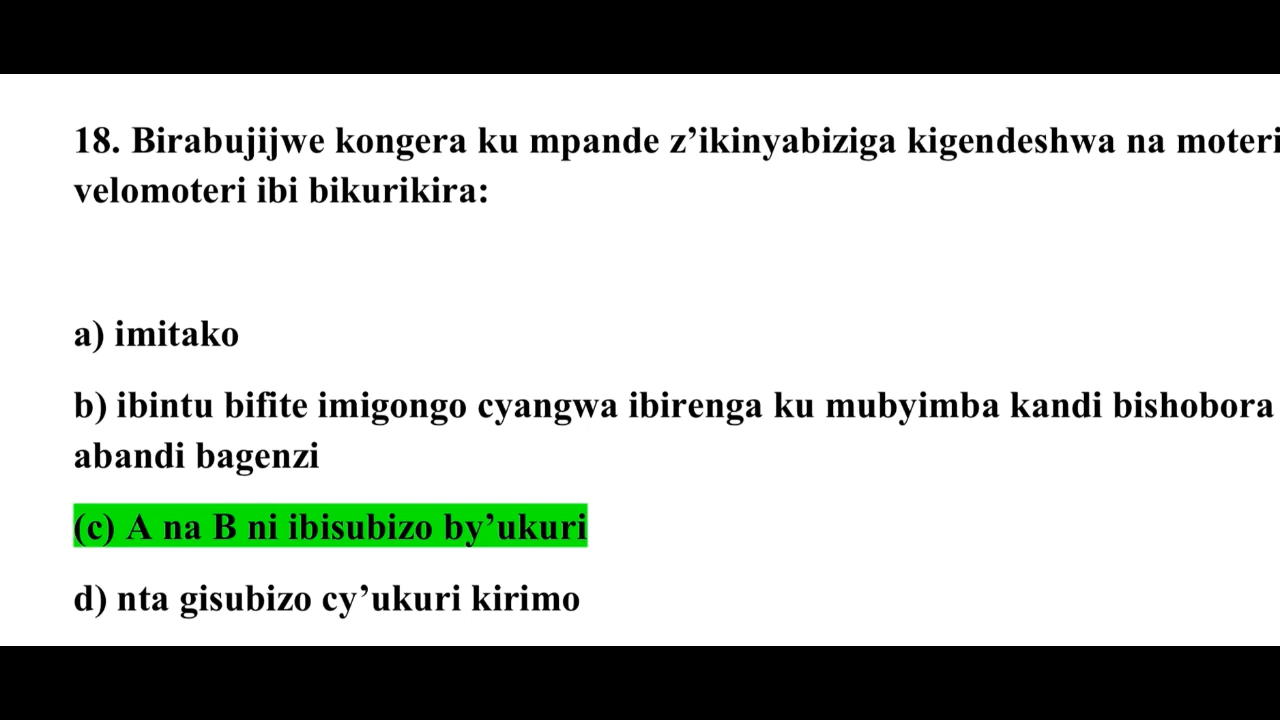 18. Birabujijwe kongera ku mpande z’ikinyabiziga kigendeshwa na moteri
velomoteri ibi bikurikira:
a) imitako
b) ibintu bifite imigongo cyangwa ibirenga ku mubyimba kandi bishobora
abandi bagenzi
(c) A na B ni ibisubizo by’ukuri
d) nta gisubizo cy’ukuri kirimo